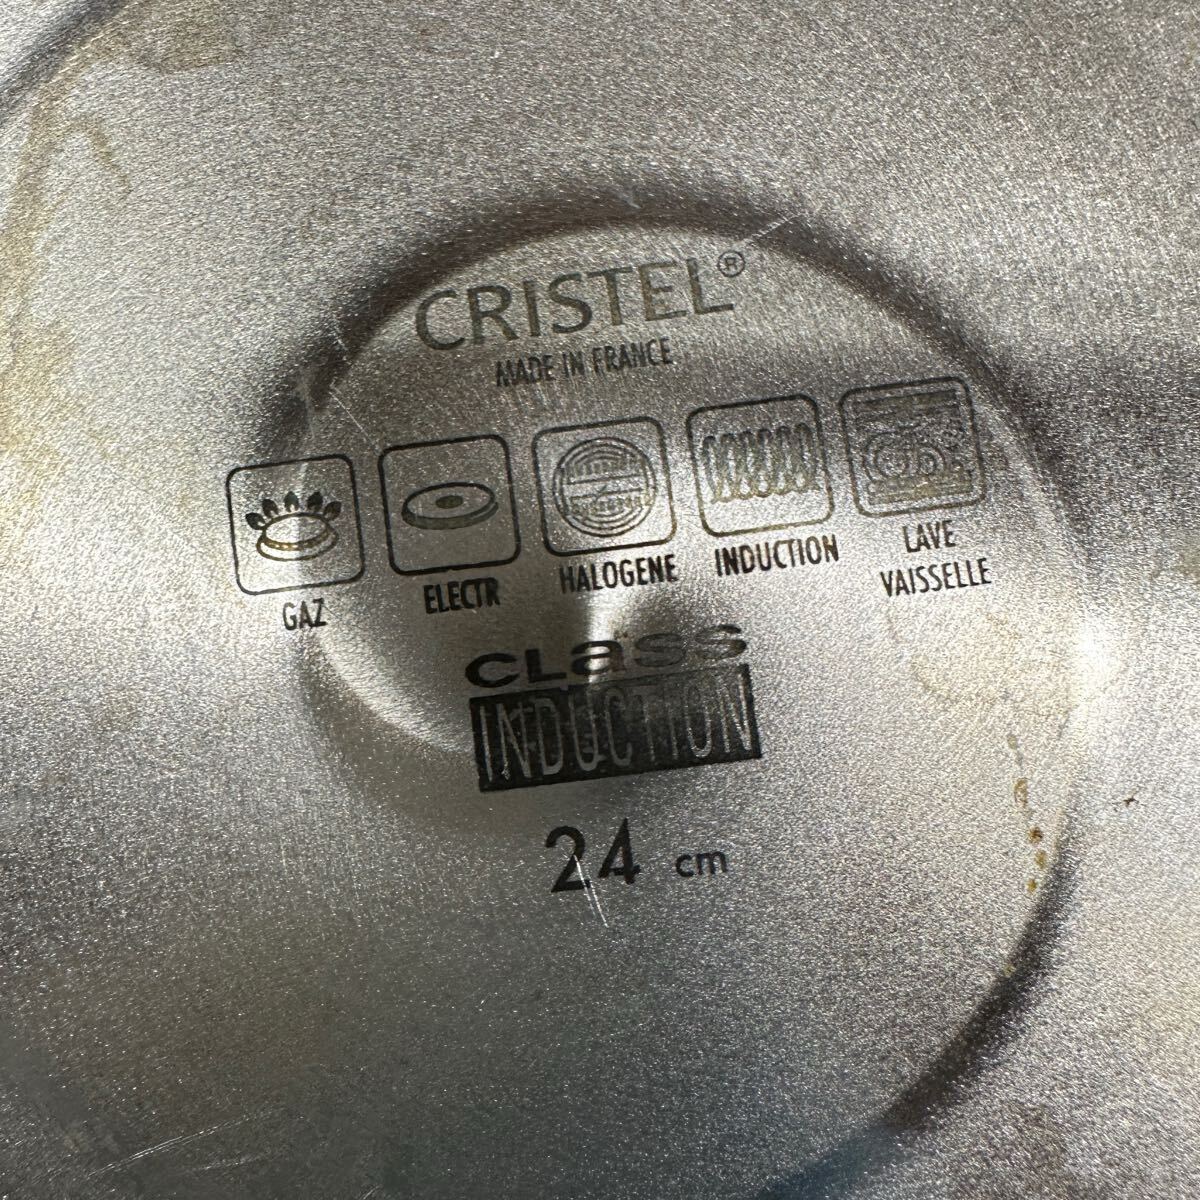 CRISTEL®
MADE IN FRANCE
GAZ ELECTR HALOGENE INDUCTION LAVE VAISSELLE
CLass
INDUCTION
24 cm